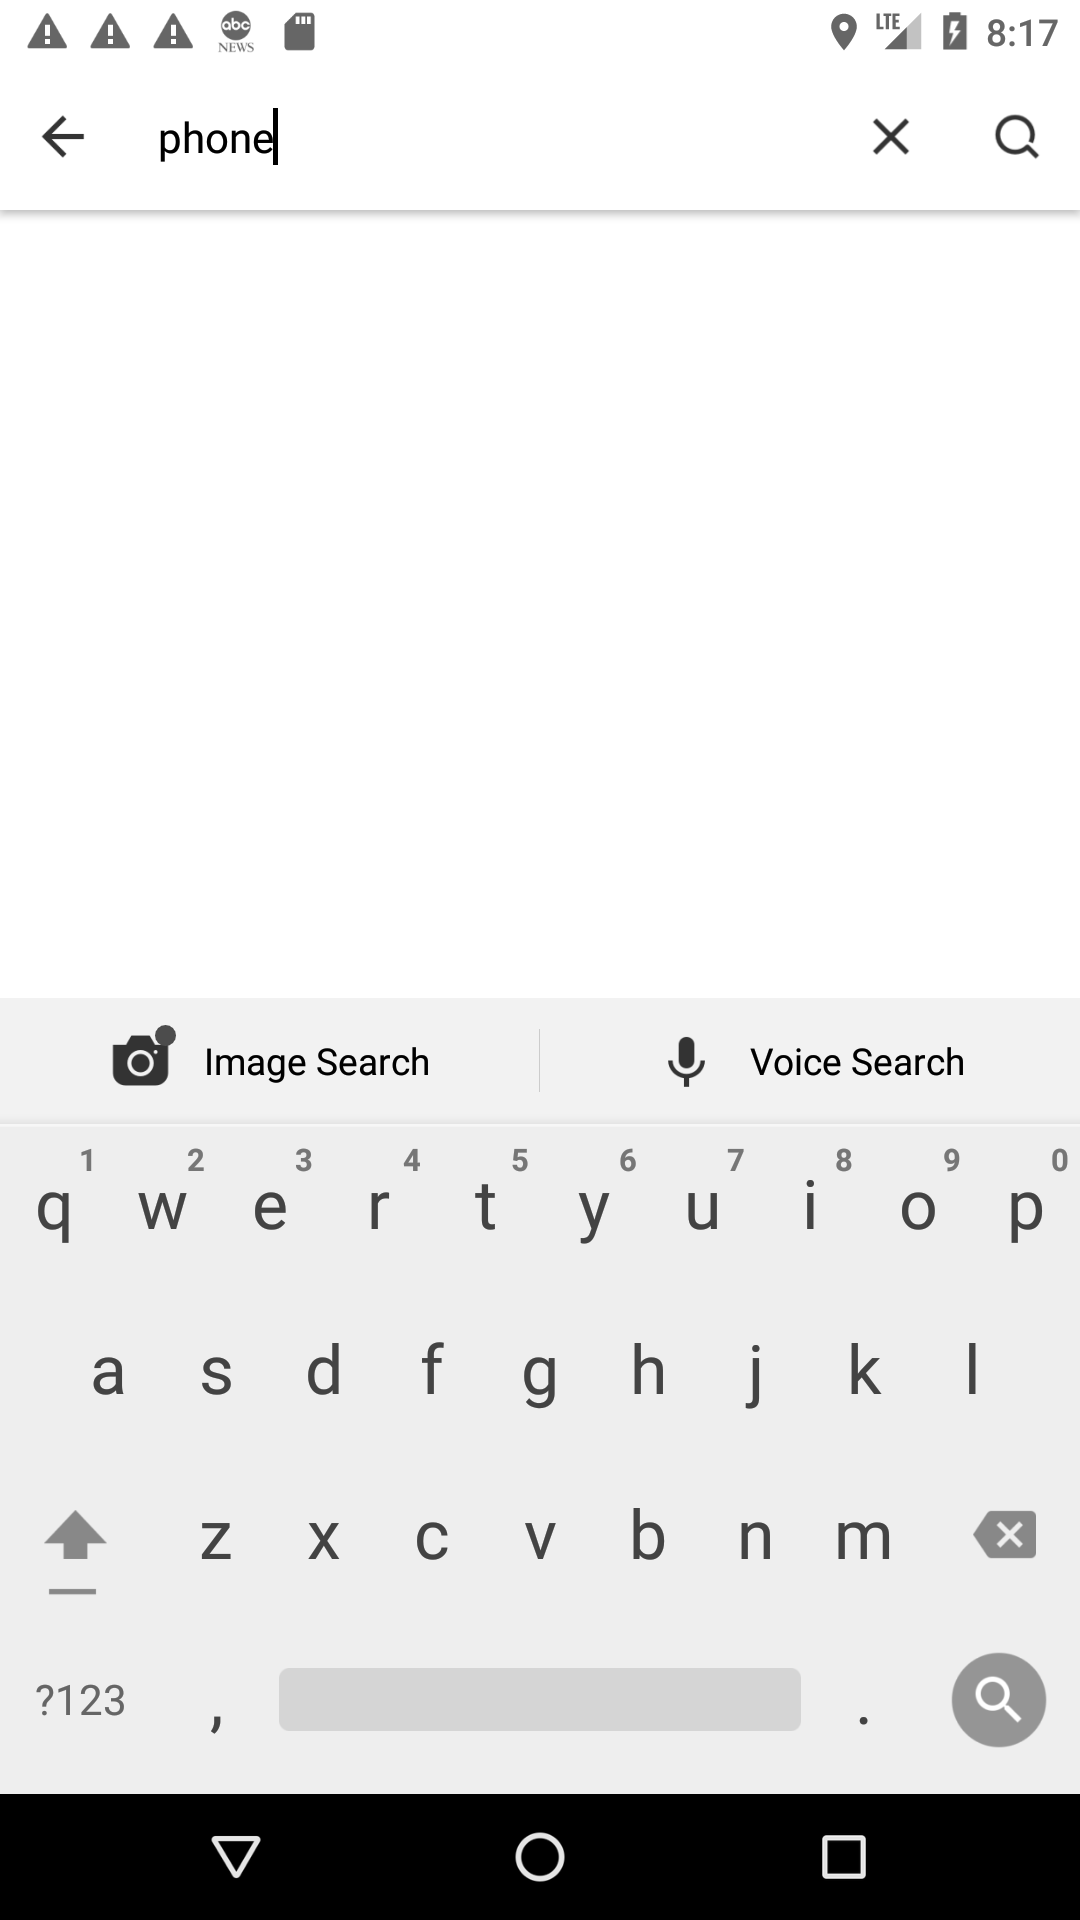 abc NEWS LTE 8:17
phone
Image Search Voice Search
1 2 3 4 5 6 7 8 9 0
q w e r t y u i o p
a s d f g h j k l
z x c v b n m
?123 , .